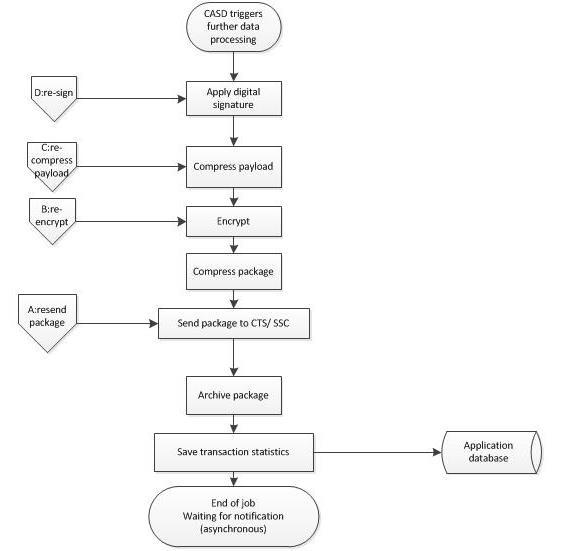 CASD triggers
further data
processing
D:re-sign
Apply digital
signature
C:re-
compress
payload
Compress payload
B:re-
encrypt
Encrypt
Compress package
A:resend
package
Send package to CTS/ SSC
Archive package
Save transaction statistics
Application
database
End of job
Waiting for notification
(asynchronous)